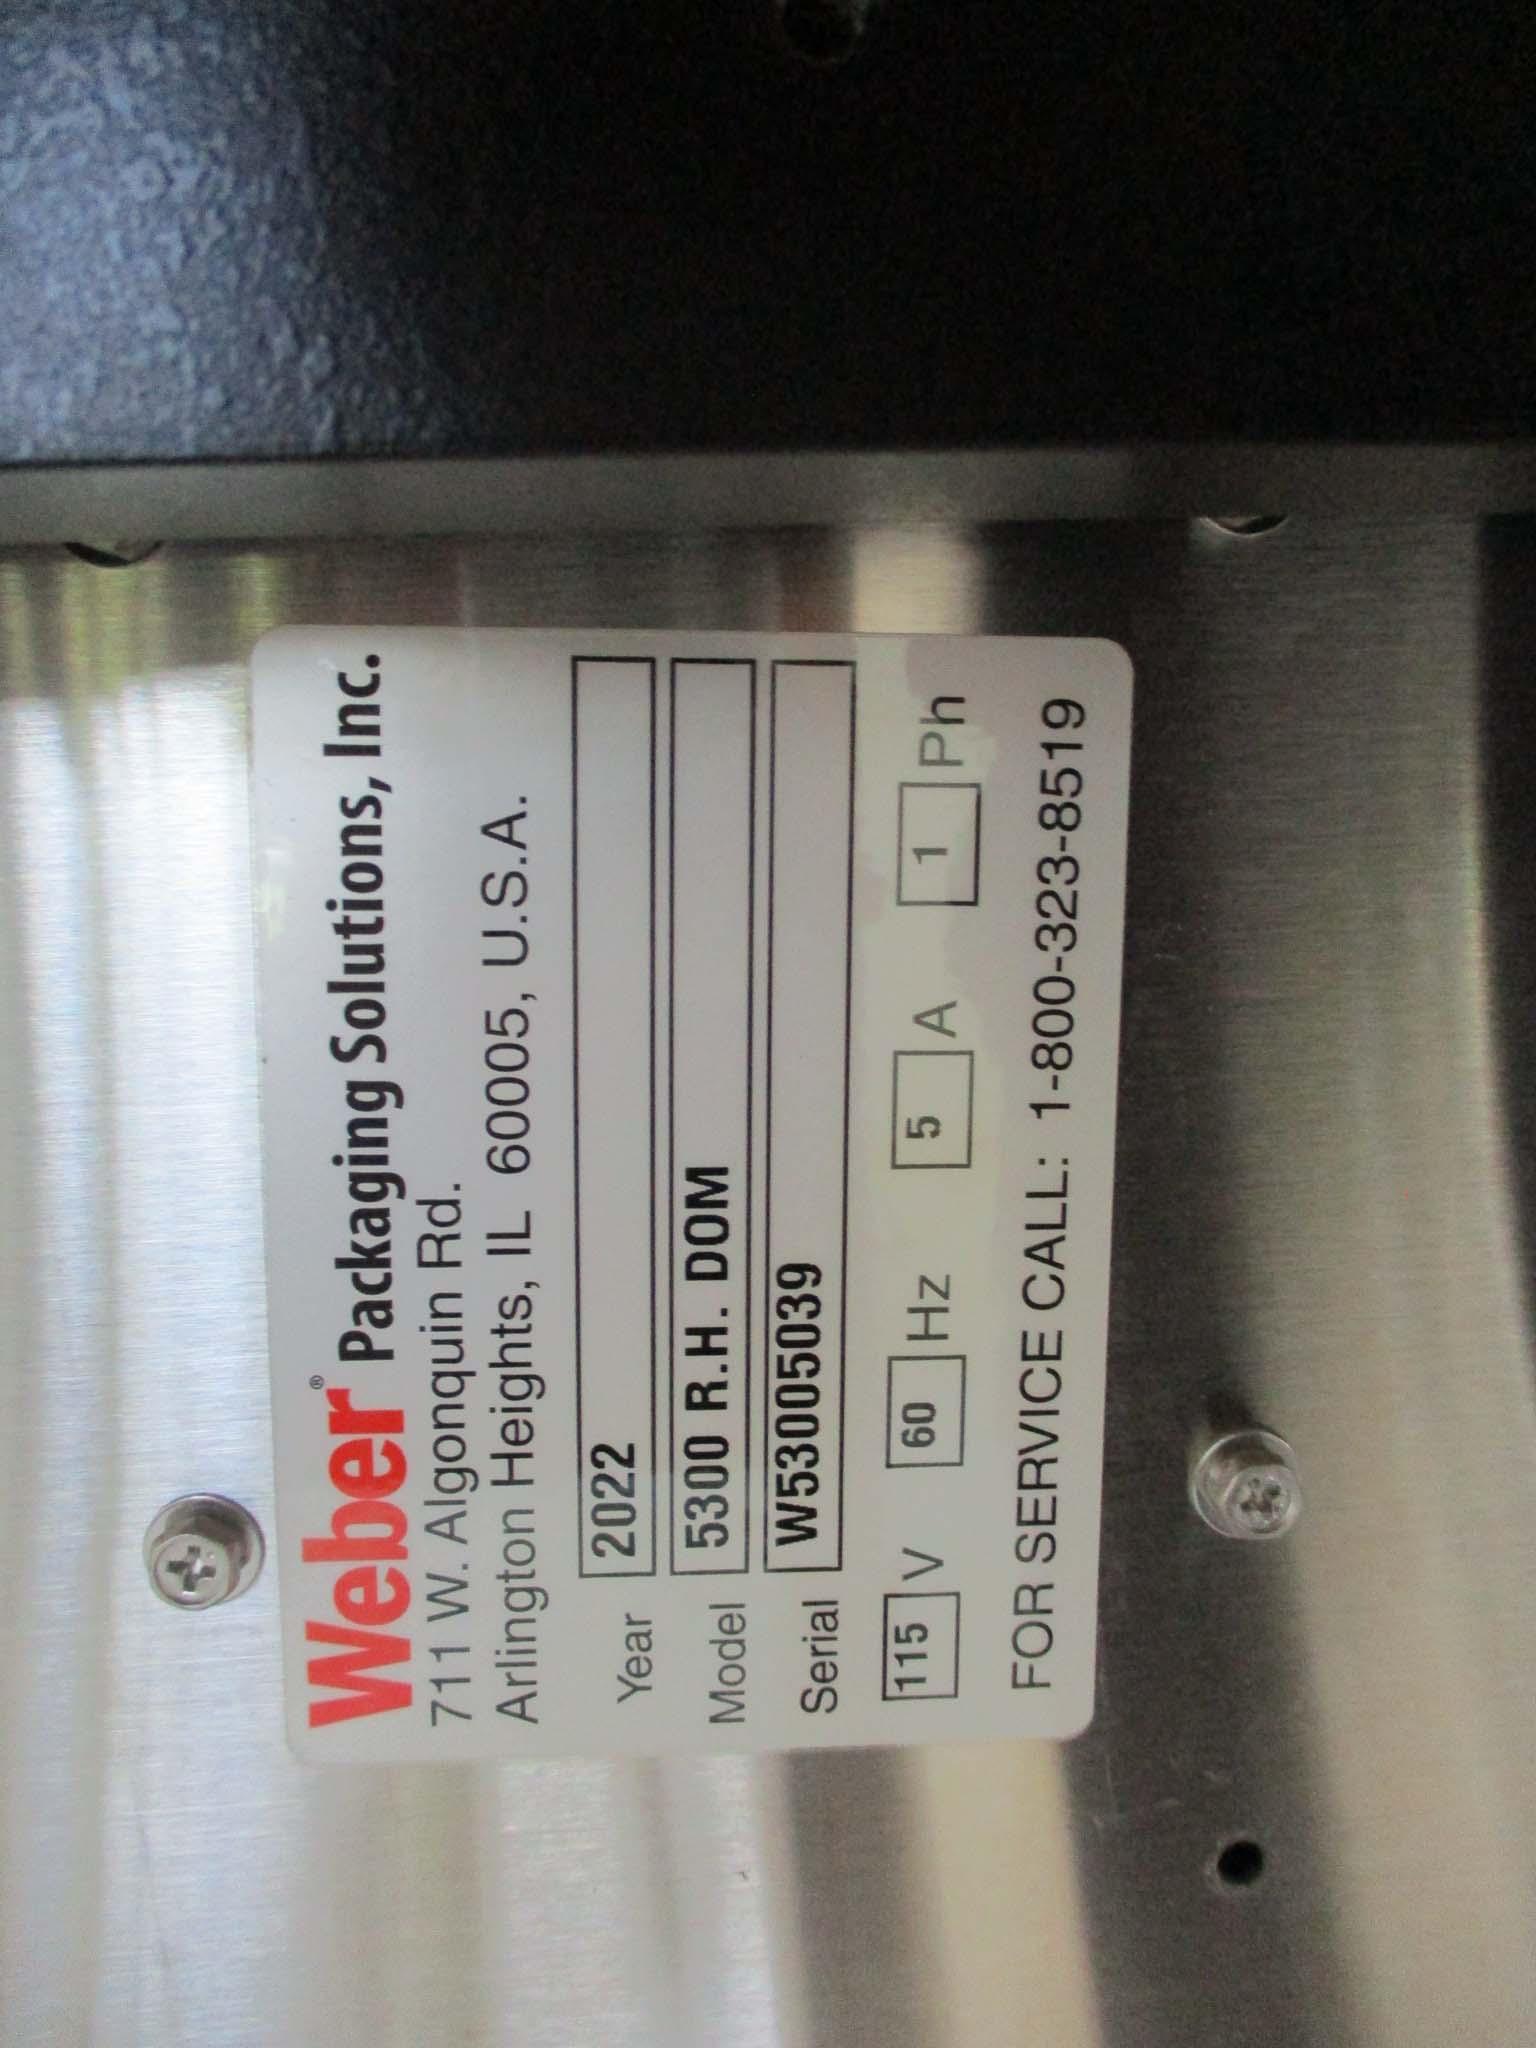 Weber® Packaging Solutions, Inc.
711 W. Algonquin Rd.
Arlington Heights, IL 60005, U.S.A.
Year 2022
Model 5300 R.H. DOM
Serial W53005039
115 V 60 Hz 5 A 1 Ph
FOR SERVICE CALL: 1-800-323-8519